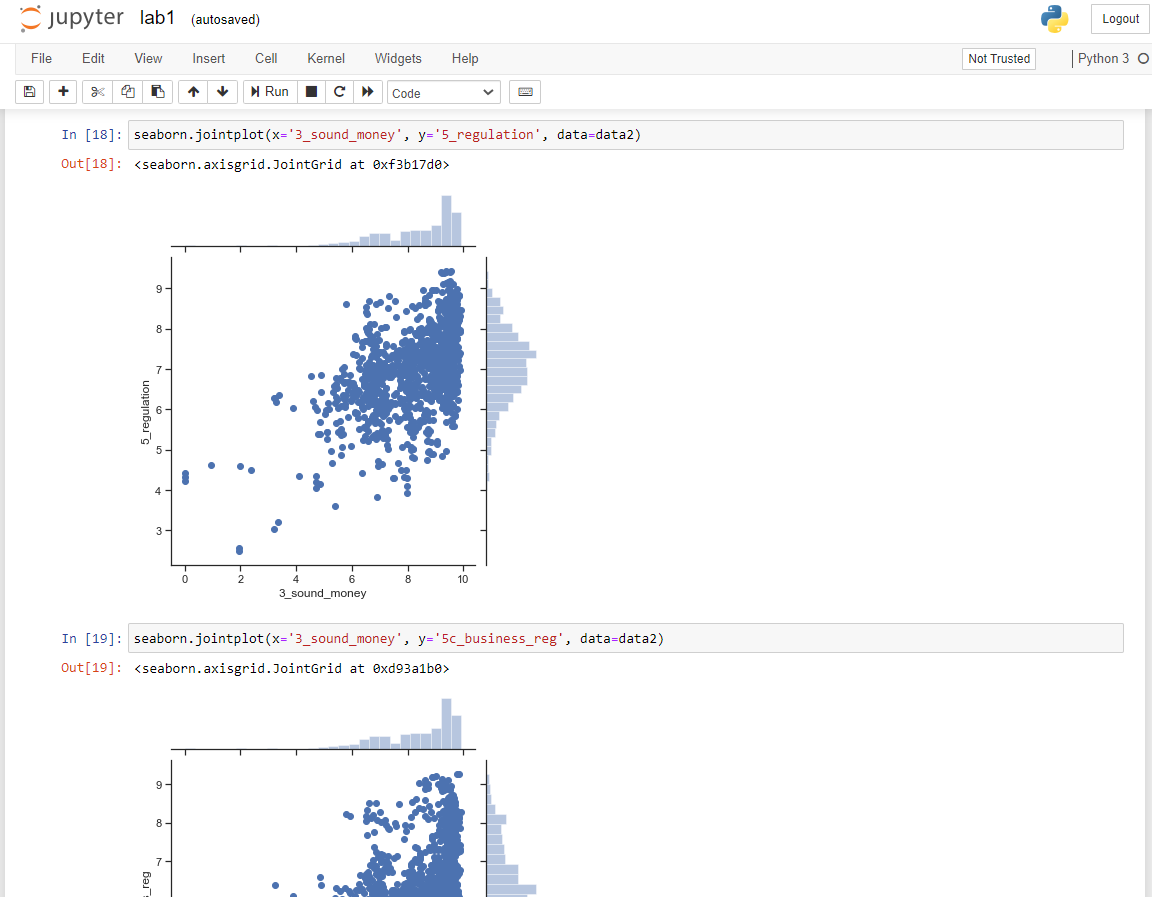 jupyter lab1 (autosaved) Logout
File Edit View Insert Cell Kernel Widgets Help Not Trusted Python 3
Run Code
In [18]: seaborn.jointplot(x='3_sound_money', y='5_regulation', data=data2)
Out[18]: <seaborn.axisgrid.JointGrid at 0xf3b17d0>
9
8
7
6
5
4
3
5_regulation
0 2 4 6 8 10
3_sound_money
In [19]: seaborn.jointplot(x='3_sound_money', y='5c_business_reg', data=data2)
Out[19]: <seaborn.axisgrid.JointGrid at 0xd93a1b0>
9
8
7
s_reg